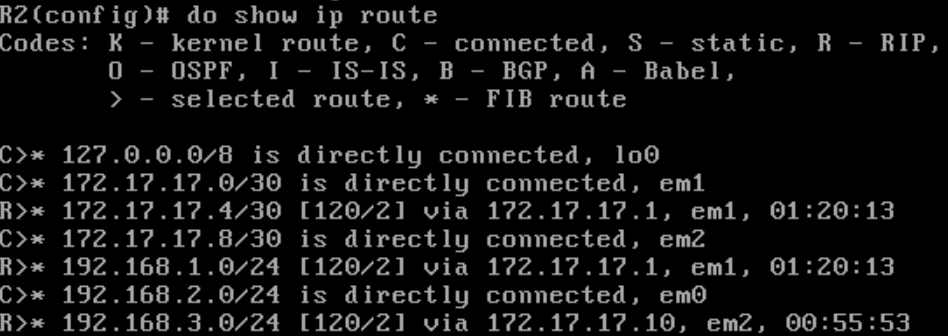 R2(config)# do show ip route
Codes: K - kernel route, C - connected, S - static, R - RIP,
       O - OSPF, I - IS-IS, B - BGP, A - Babel,
       > - selected route, * - FIB route

C>* 127.0.0.0/8 is directly connected, lo0
C>* 172.17.17.0/30 is directly connected, em1
R>* 172.17.17.4/30 [120/2] via 172.17.17.1, em1, 01:20:13
C>* 172.17.17.8/30 is directly connected, em2
R>* 192.168.1.0/24 [120/2] via 172.17.17.1, em1, 01:20:13
C>* 192.168.2.0/24 is directly connected, em0
R>* 192.168.3.0/24 [120/2] via 172.17.17.10, em2, 00:55:53